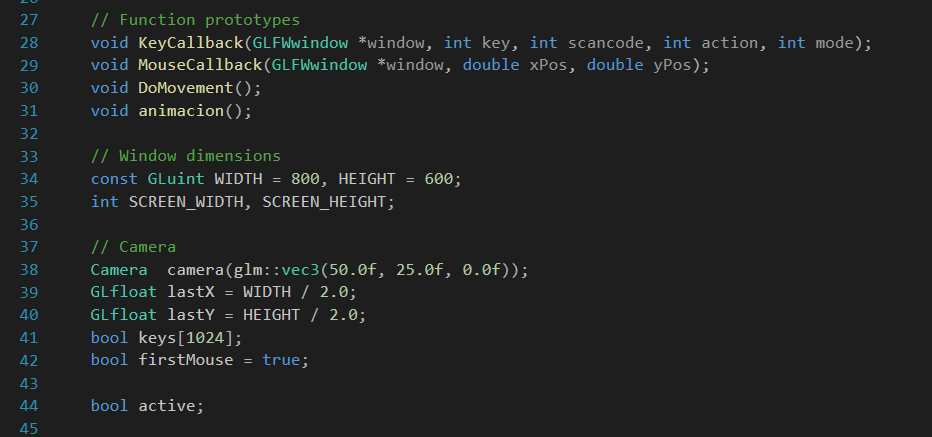 27 // Function prototypes
28 void KeyCallback(GLFWwindow *window, int key, int scancode, int action, int mode);
29 void MouseCallback(GLFWwindow *window, double xPos, double yPos);
30 void DoMovement();
31 void animacion();
32
33 // Window dimensions
34 const GLuint WIDTH = 800, HEIGHT = 600;
35 int SCREEN_WIDTH, SCREEN_HEIGHT;
36
37 // Camera
38 Camera  camera(glm::vec3(50.0f, 25.0f, 0.0f));
39 GLfloat lastX = WIDTH / 2.0;
40 GLfloat lastY = HEIGHT / 2.0;
41 bool keys[1024];
42 bool firstMouse = true;
43
44 bool active;
45